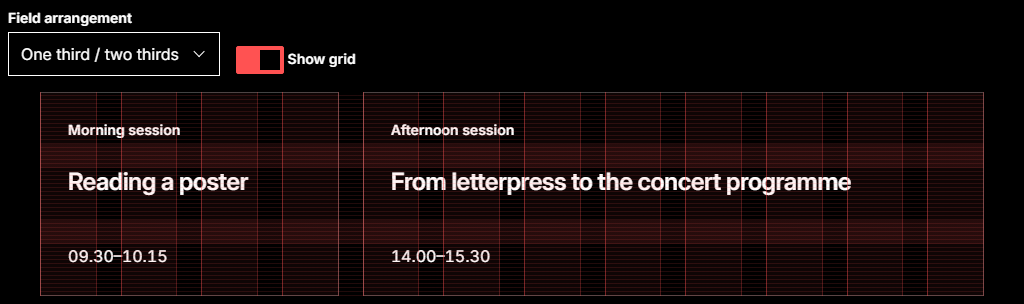 Field arrangement
One third / two thirds
Show grid
Morning session
Reading a poster
09.30–10.15
Afternoon session
From letterpress to the concert programme
14.00–15.30